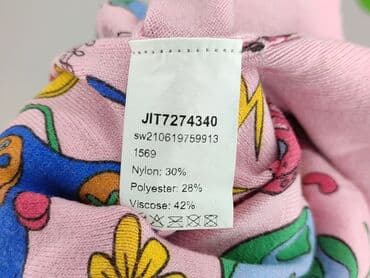 JIT7274340
sw210619759913
1569
Nylon: 30%
Polyester: 28%
Viscose: 42%